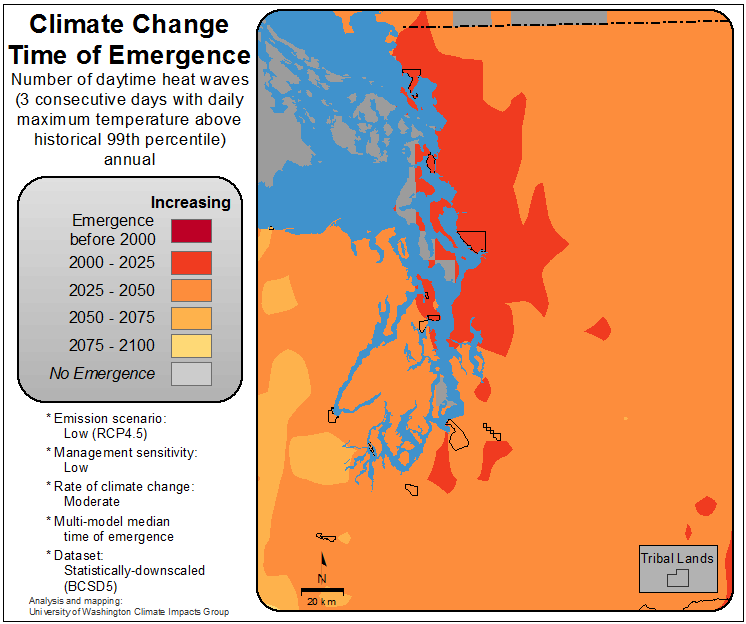 Climate Change
Time of Emergence
Number of daytime heat waves
(3 consecutive days with daily
maximum temperature above
historical 99th percentile)
annual
Increasing
Emergence
before 2000
2000 - 2025
2025 - 2050
2050 - 2075
2075 - 2100
No Emergence
* Emission scenario:
Low (RCP4.5)
* Management sensitivity:
Low
* Rate of climate change:
Moderate
* Multi-model median
time of emergence
* Dataset:
Statistically-downscaled
(BCSD5)
Analysis and mapping:
University of Washington Climate Impacts Group
N
20 km
Tribal Lands